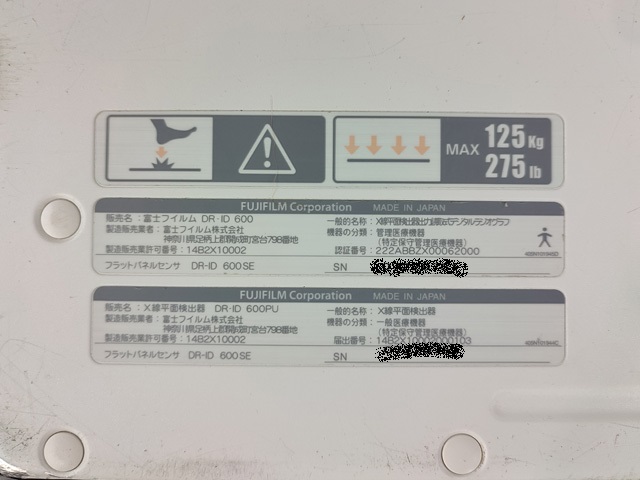 MAX 125Kg
275lb
FUJIFILM Corporation MADE IN JAPAN
販売名：富士フイルム DR-ID 600
製造販売業者：富士フイルム株式会社
神奈川県足柄上郡開成町宮台798番地
製造販売業許可番号：14B2X10002
一般的名称：X線平面検出器出力読取式デジタルラジオグラフ
機器の分類：管理医療機器
(特定保守管理医療機器)
認証番号：222ABBZX00062000
フラットパネルセンサ DR-ID 600SE SN
FUJIFILM Corporation MADE IN JAPAN
販売名：X線平面検出器 DR-ID 600PU
製造販売業者：富士フイルム株式会社
神奈川県足柄上郡開成町宮台798番地
製造販売業許可番号：14B2X10002
一般的名称：X線平面検出器
機器の分類：一般医療機器
(特定保守管理医療機器)
届出番号：
フラットパネルセンサ DR-ID 600SE SN